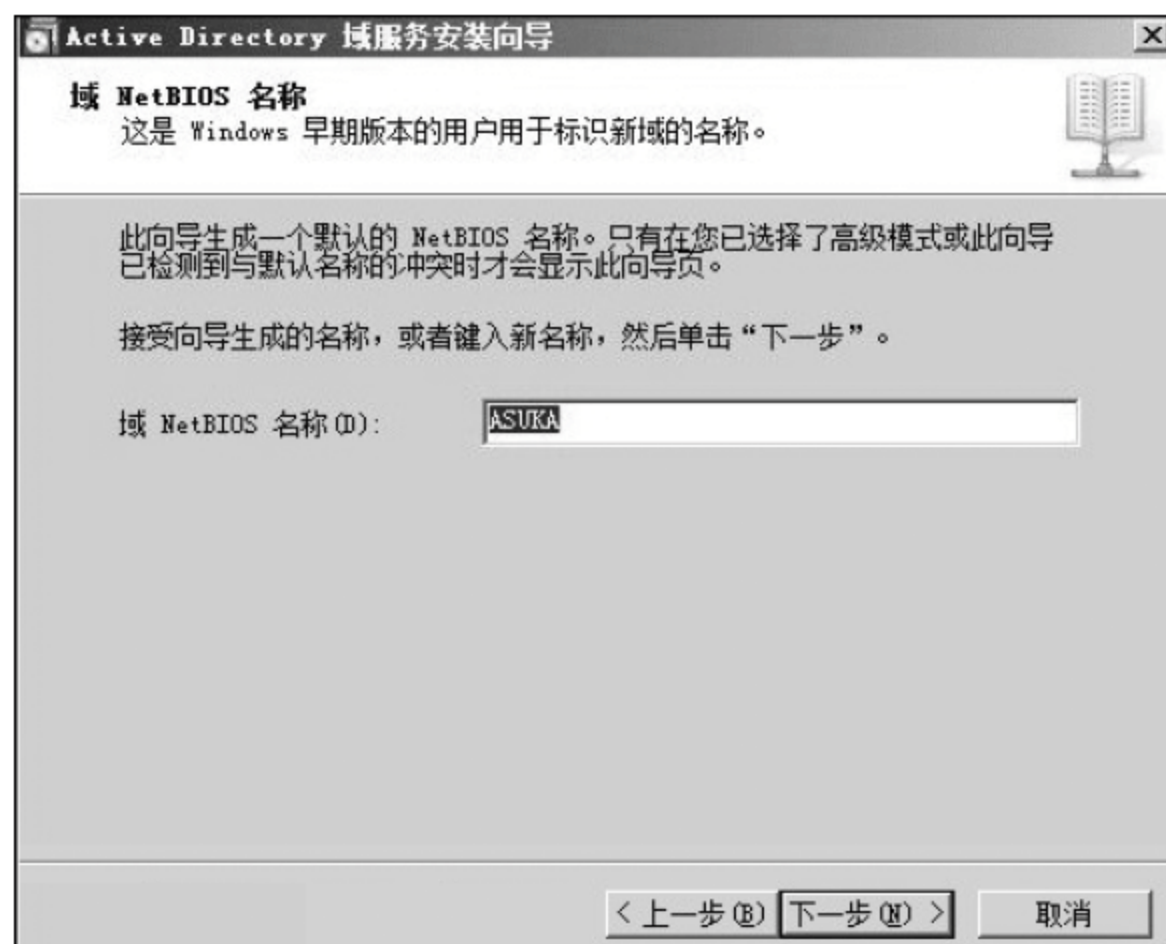 Active Directory 域服务安装向导
域 NetBIOS 名称
这是 Windows 早期版本的用户用于标识新域的名称。
此向导生成一个默认的 NetBIOS 名称。只有在您已选择了高级模式或此向导
已检测到与默认名称的冲突时才会显示此向导页。
接受向导生成的名称，或者键入新名称，然后单击“下一步”。
域 NetBIOS 名称(D): ASUKA
< 上一步(B) 下一步(N) > 取消